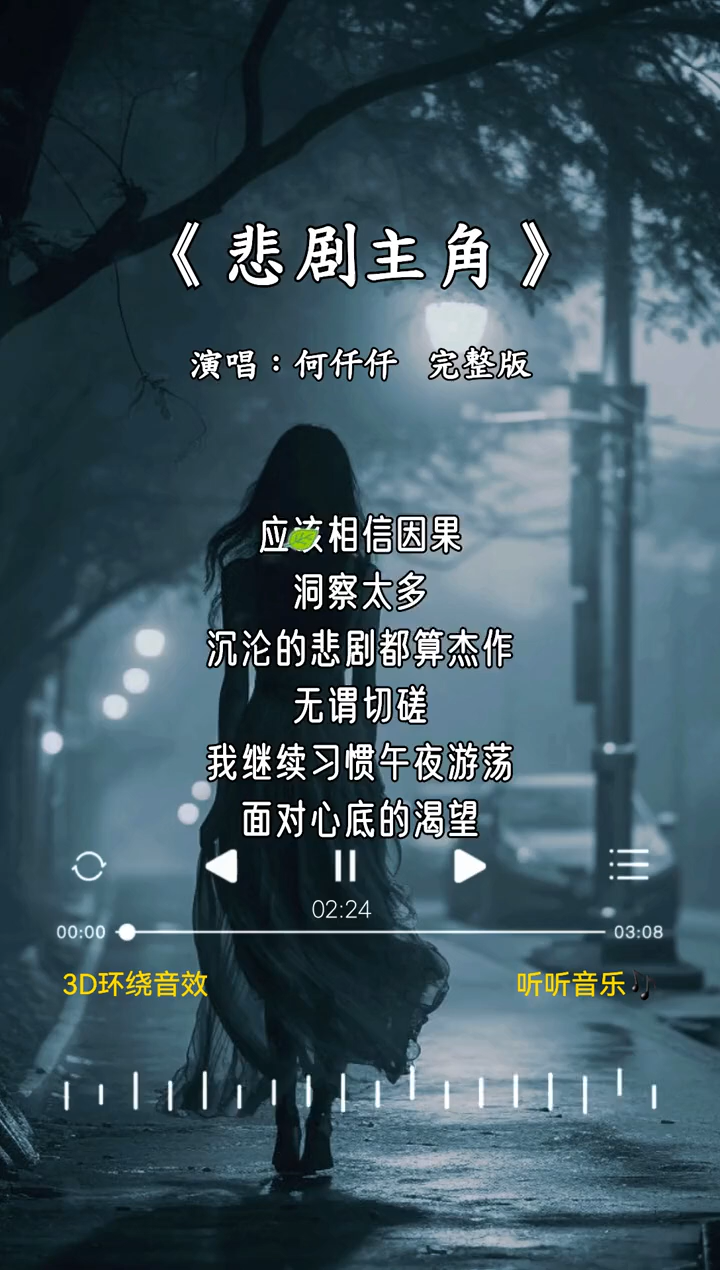 《悲剧主角》
演唱：何仟仟 完整版
应该相信因果
洞察太多
沉沦的悲剧都算杰作
无谓切磋
我继续习惯午夜游荡
面对心底的渴望
02:24
00:00 03:08
3D环绕音效 听听音乐